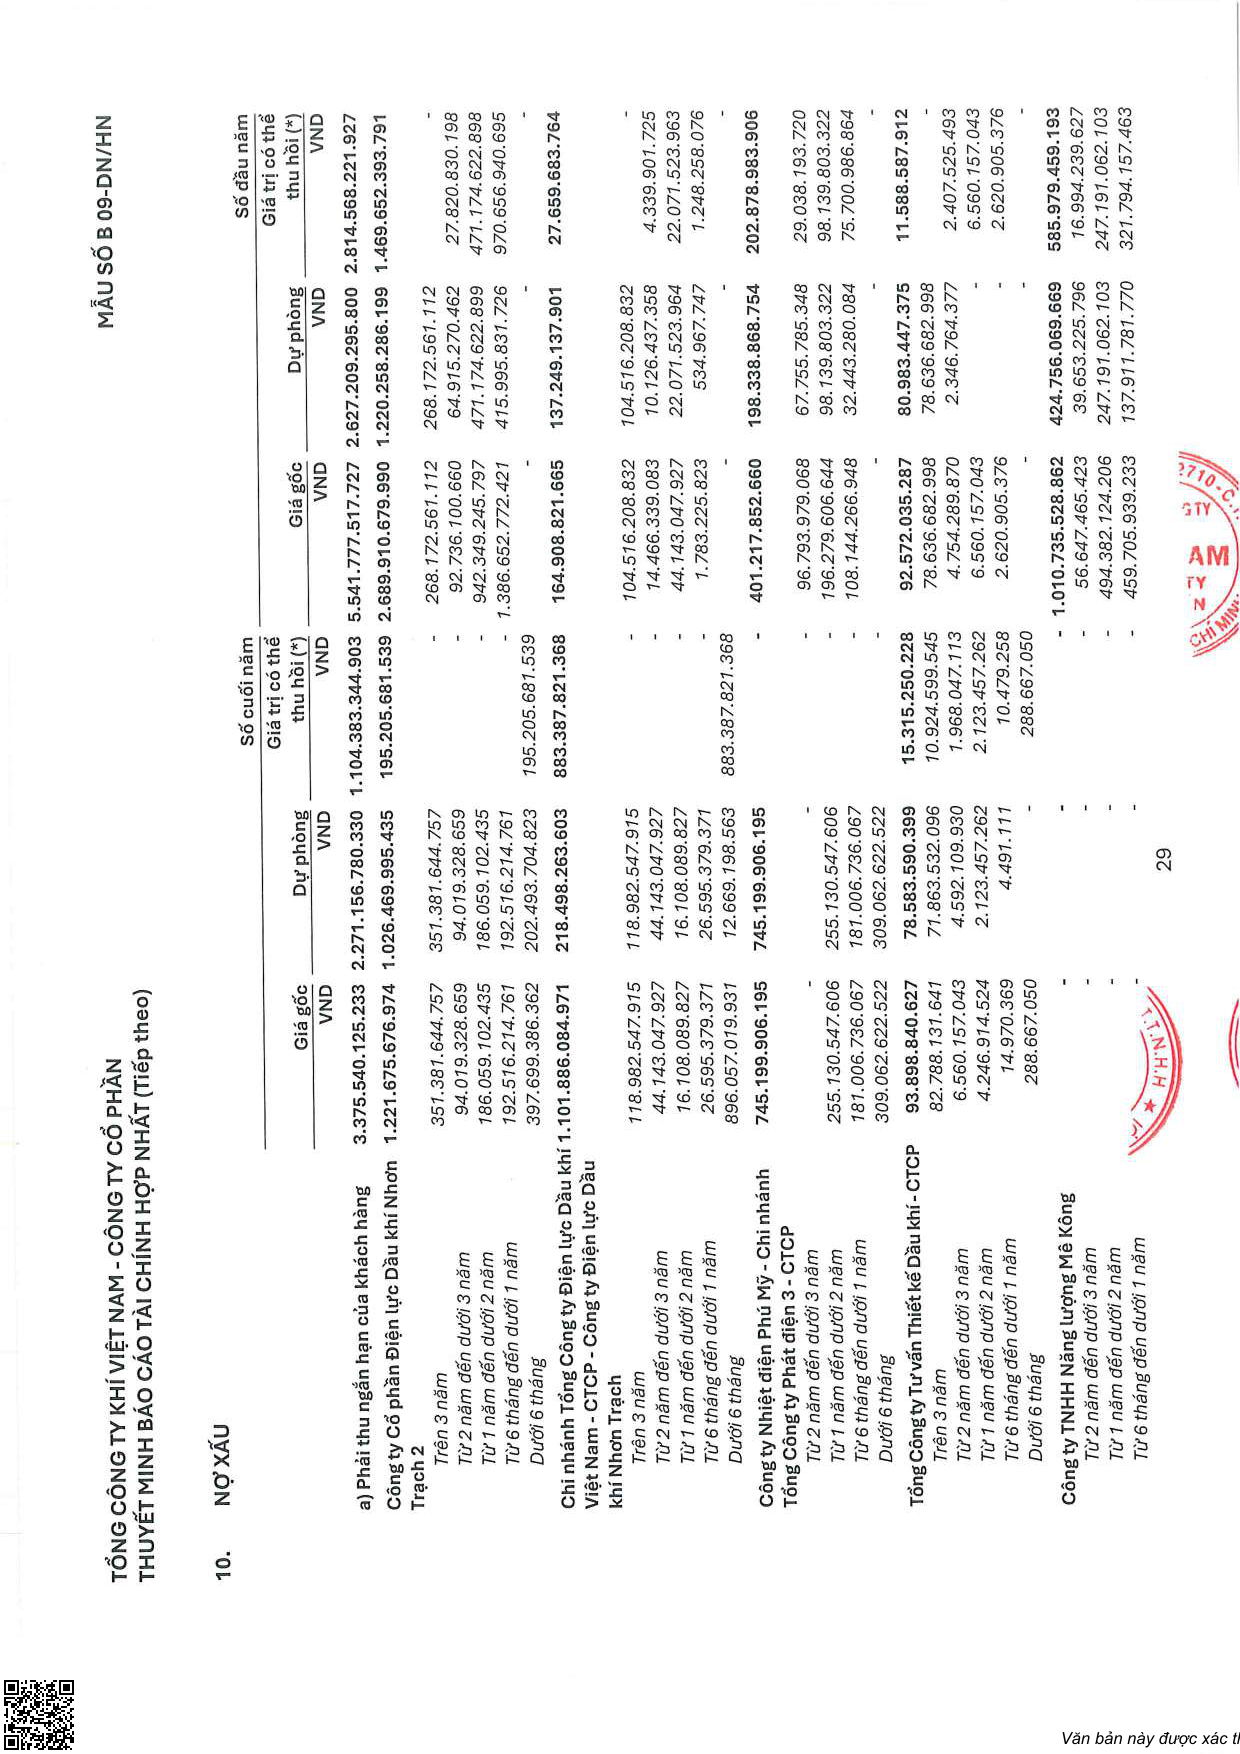 TỔNG CÔNG TY KHÍ VIỆT NAM - CÔNG TY CỔ PHẦN MẪU SỐ B 09-DN/HN
THUYẾT MINH BÁO CÁO TÀI CHÍNH HỢP NHẤT (Tiếp theo)
10. NỢ XẤU
Số cuối năm Số đầu năm
Giá trị có thể Giá trị có thể
Giá gốc Dự phòng thu hồi (*) Giá gốc Dự phòng thu hồi (*)
VND VND VND VND VND VND
a) Phải thu ngắn hạn của khách hàng 3.375.540.125.233 2.271.156.780.330 1.104.383.344.903 5.541.777.517.727 2.627.209.295.800 2.814.568.221.927
Công ty Cổ phần Điện lực Dầu khí Nhơn 1.221.675.676.974 1.026.469.995.435 195.205.681.539 2.689.910.679.990 1.220.258.286.199 1.469.652.393.791
Trạch 2
Trên 3 năm 351.381.644.757 351.381.644.757 - 268.172.561.112 268.172.561.112 -
Từ 2 năm đến dưới 3 năm 94.019.328.659 94.019.328.659 - 92.736.100.660 64.915.270.462 27.820.830.198
Từ 1 năm đến dưới 2 năm 186.059.102.435 186.059.102.435 - 942.349.245.797 471.174.622.899 471.174.622.898
Từ 6 tháng đến dưới 1 năm 192.516.214.761 192.516.214.761 - 1.386.652.772.421 415.995.831.726 970.656.940.695
Dưới 6 tháng 397.699.386.362 202.493.704.823 195.205.681.539 - - -
Chi nhánh Tổng Công ty Điện lực Dầu khí 1.101.886.084.971 218.498.263.603 883.387.821.368 164.908.821.665 137.249.137.901 27.659.683.764
Việt Nam - CTCP - Công ty Điện lực Dầu
khí Nhơn Trạch
Trên 3 năm 118.982.547.915 118.982.547.915 - 104.516.208.832 104.516.208.832 -
Từ 2 năm đến dưới 3 năm 44.143.047.927 44.143.047.927 - 14.466.339.083 10.126.437.358 4.339.901.725
Từ 1 năm đến dưới 2 năm 16.108.089.827 16.108.089.827 - 44.143.047.927 22.071.523.964 22.071.523.963
Từ 6 tháng đến dưới 1 năm 26.595.379.371 26.595.379.371 - 1.783.225.823 534.967.747 1.248.258.076
Dưới 6 tháng 896.057.019.931 12.669.198.563 883.387.821.368 - - -
Công ty Nhiệt điện Phú Mỹ - Chi nhánh 745.199.906.195 745.199.906.195 - 401.217.852.660 198.338.868.754 202.878.983.906
Tổng Công ty Phát điện 3 - CTCP
Từ 2 năm đến dưới 3 năm - - - 96.793.979.068 67.755.785.348 29.038.193.720
Từ 1 năm đến dưới 2 năm 255.130.547.606 255.130.547.606 - 196.279.606.644 98.139.803.322 98.139.803.322
Từ 6 tháng đến dưới 1 năm 181.006.736.067 181.006.736.067 - 108.144.266.948 32.443.280.084 75.700.986.864
Dưới 6 tháng 309.062.622.522 309.062.622.522 - - - -
Tổng Công ty Tư vấn Thiết kế Dầu khí - CTCP 93.898.840.627 78.583.590.399 15.315.250.228 92.572.035.287 80.983.447.375 11.588.587.912
Trên 3 năm 82.788.131.641 71.863.532.096 10.924.599.545 78.636.682.998 78.636.682.998 -
Từ 2 năm đến dưới 3 năm 6.560.157.043 4.592.109.930 1.968.047.113 4.754.289.870 2.346.764.377 2.407.525.493
Từ 1 năm đến dưới 2 năm 4.246.914.524 2.123.457.262 2.123.457.262 6.560.157.043 - 6.560.157.043
Từ 6 tháng đến dưới 1 năm 14.970.369 4.491.111 10.479.258 2.620.905.376 - 2.620.905.376
Dưới 6 tháng 288.667.050 - 288.667.050 - - -
Công ty TNHH Năng lượng Mê Kông - - - 1.010.735.528.862 424.756.069.669 585.979.459.193
Từ 2 năm đến dưới 3 năm - - - 56.647.465.423 39.653.225.796 16.994.239.627
Từ 1 năm đến dưới 2 năm - - - 494.382.124.206 247.191.062.103 247.191.062.103
Từ 6 tháng đến dưới 1 năm - - - 459.705.939.233 137.911.781.770 321.794.157.463
29
T.T.N.H.H ★
2710-C.
GTY
AM
TY
N
CHÍ MINH
Văn bản này được xác th